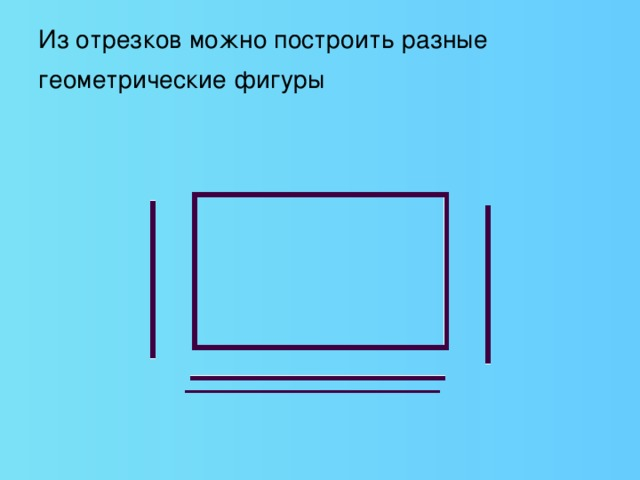 Из отрезков можно построить разные
геометрические фигуры